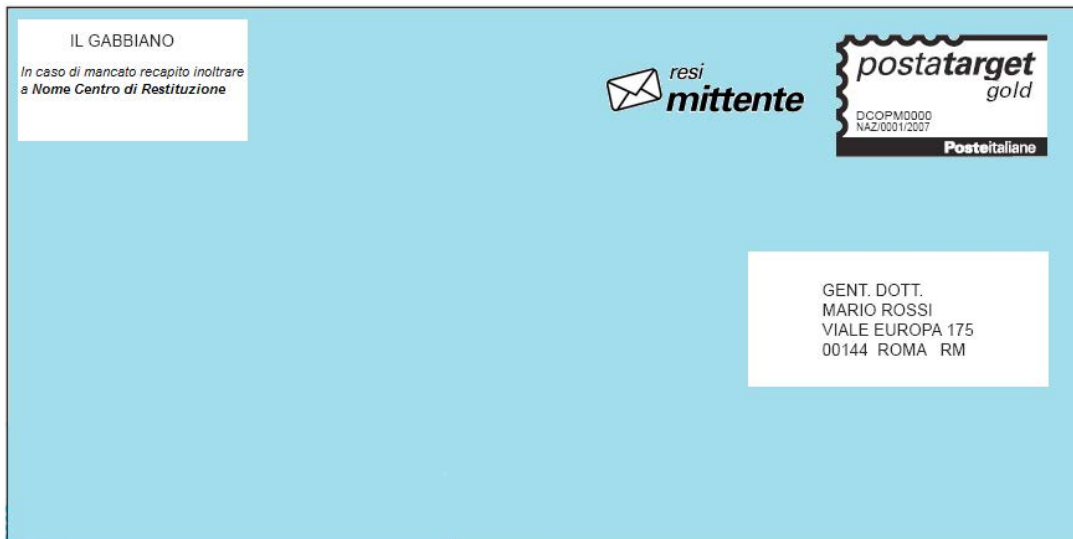 IL GABBIANO
In caso di mancato recapito inoltrare
a Nome Centro di Restituzione
resi
mittente
postatarget
gold
DCOPM0000
NAZ/0001/2007
Posteitaliane
GENT. DOTT.
MARIO ROSSI
VIALE EUROPA 175
00144 ROMA RM